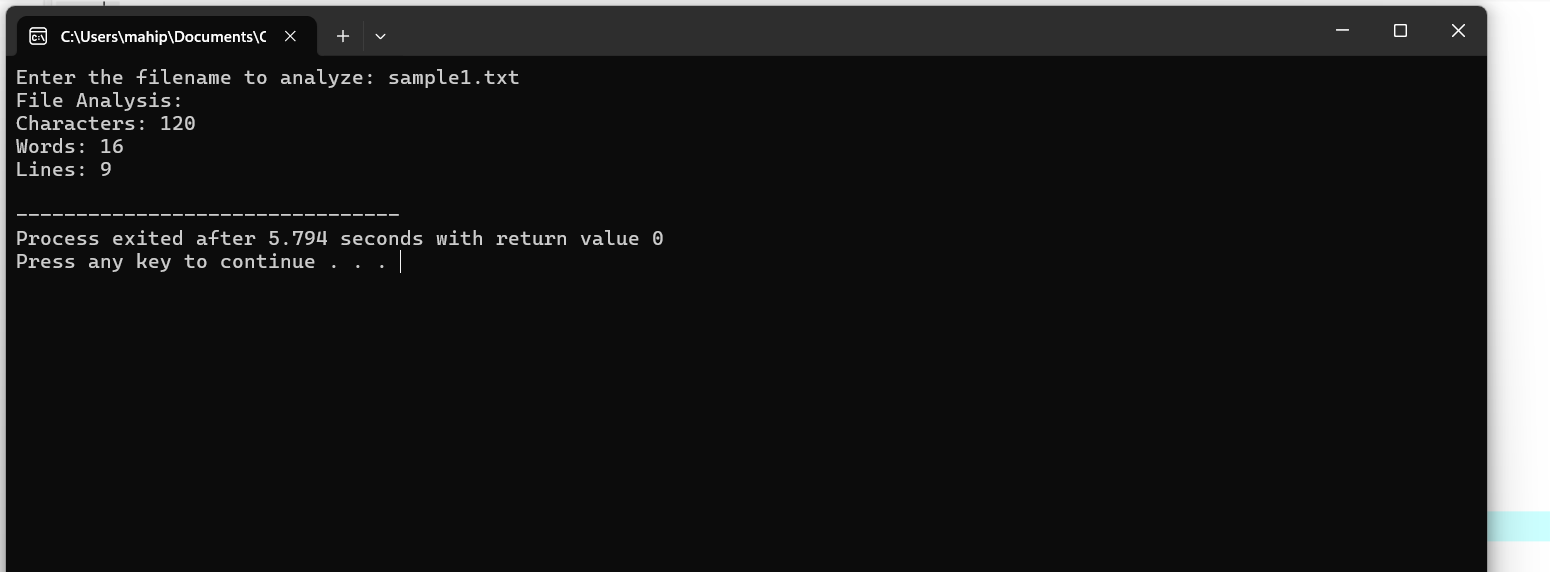 C:\Users\mahip\Documents\C
Enter the filename to analyze: sample1.txt
File Analysis:
Characters: 120
Words: 16
Lines: 9
--------------------------------
Process exited after 5.794 seconds with return value 0
Press any key to continue . . .